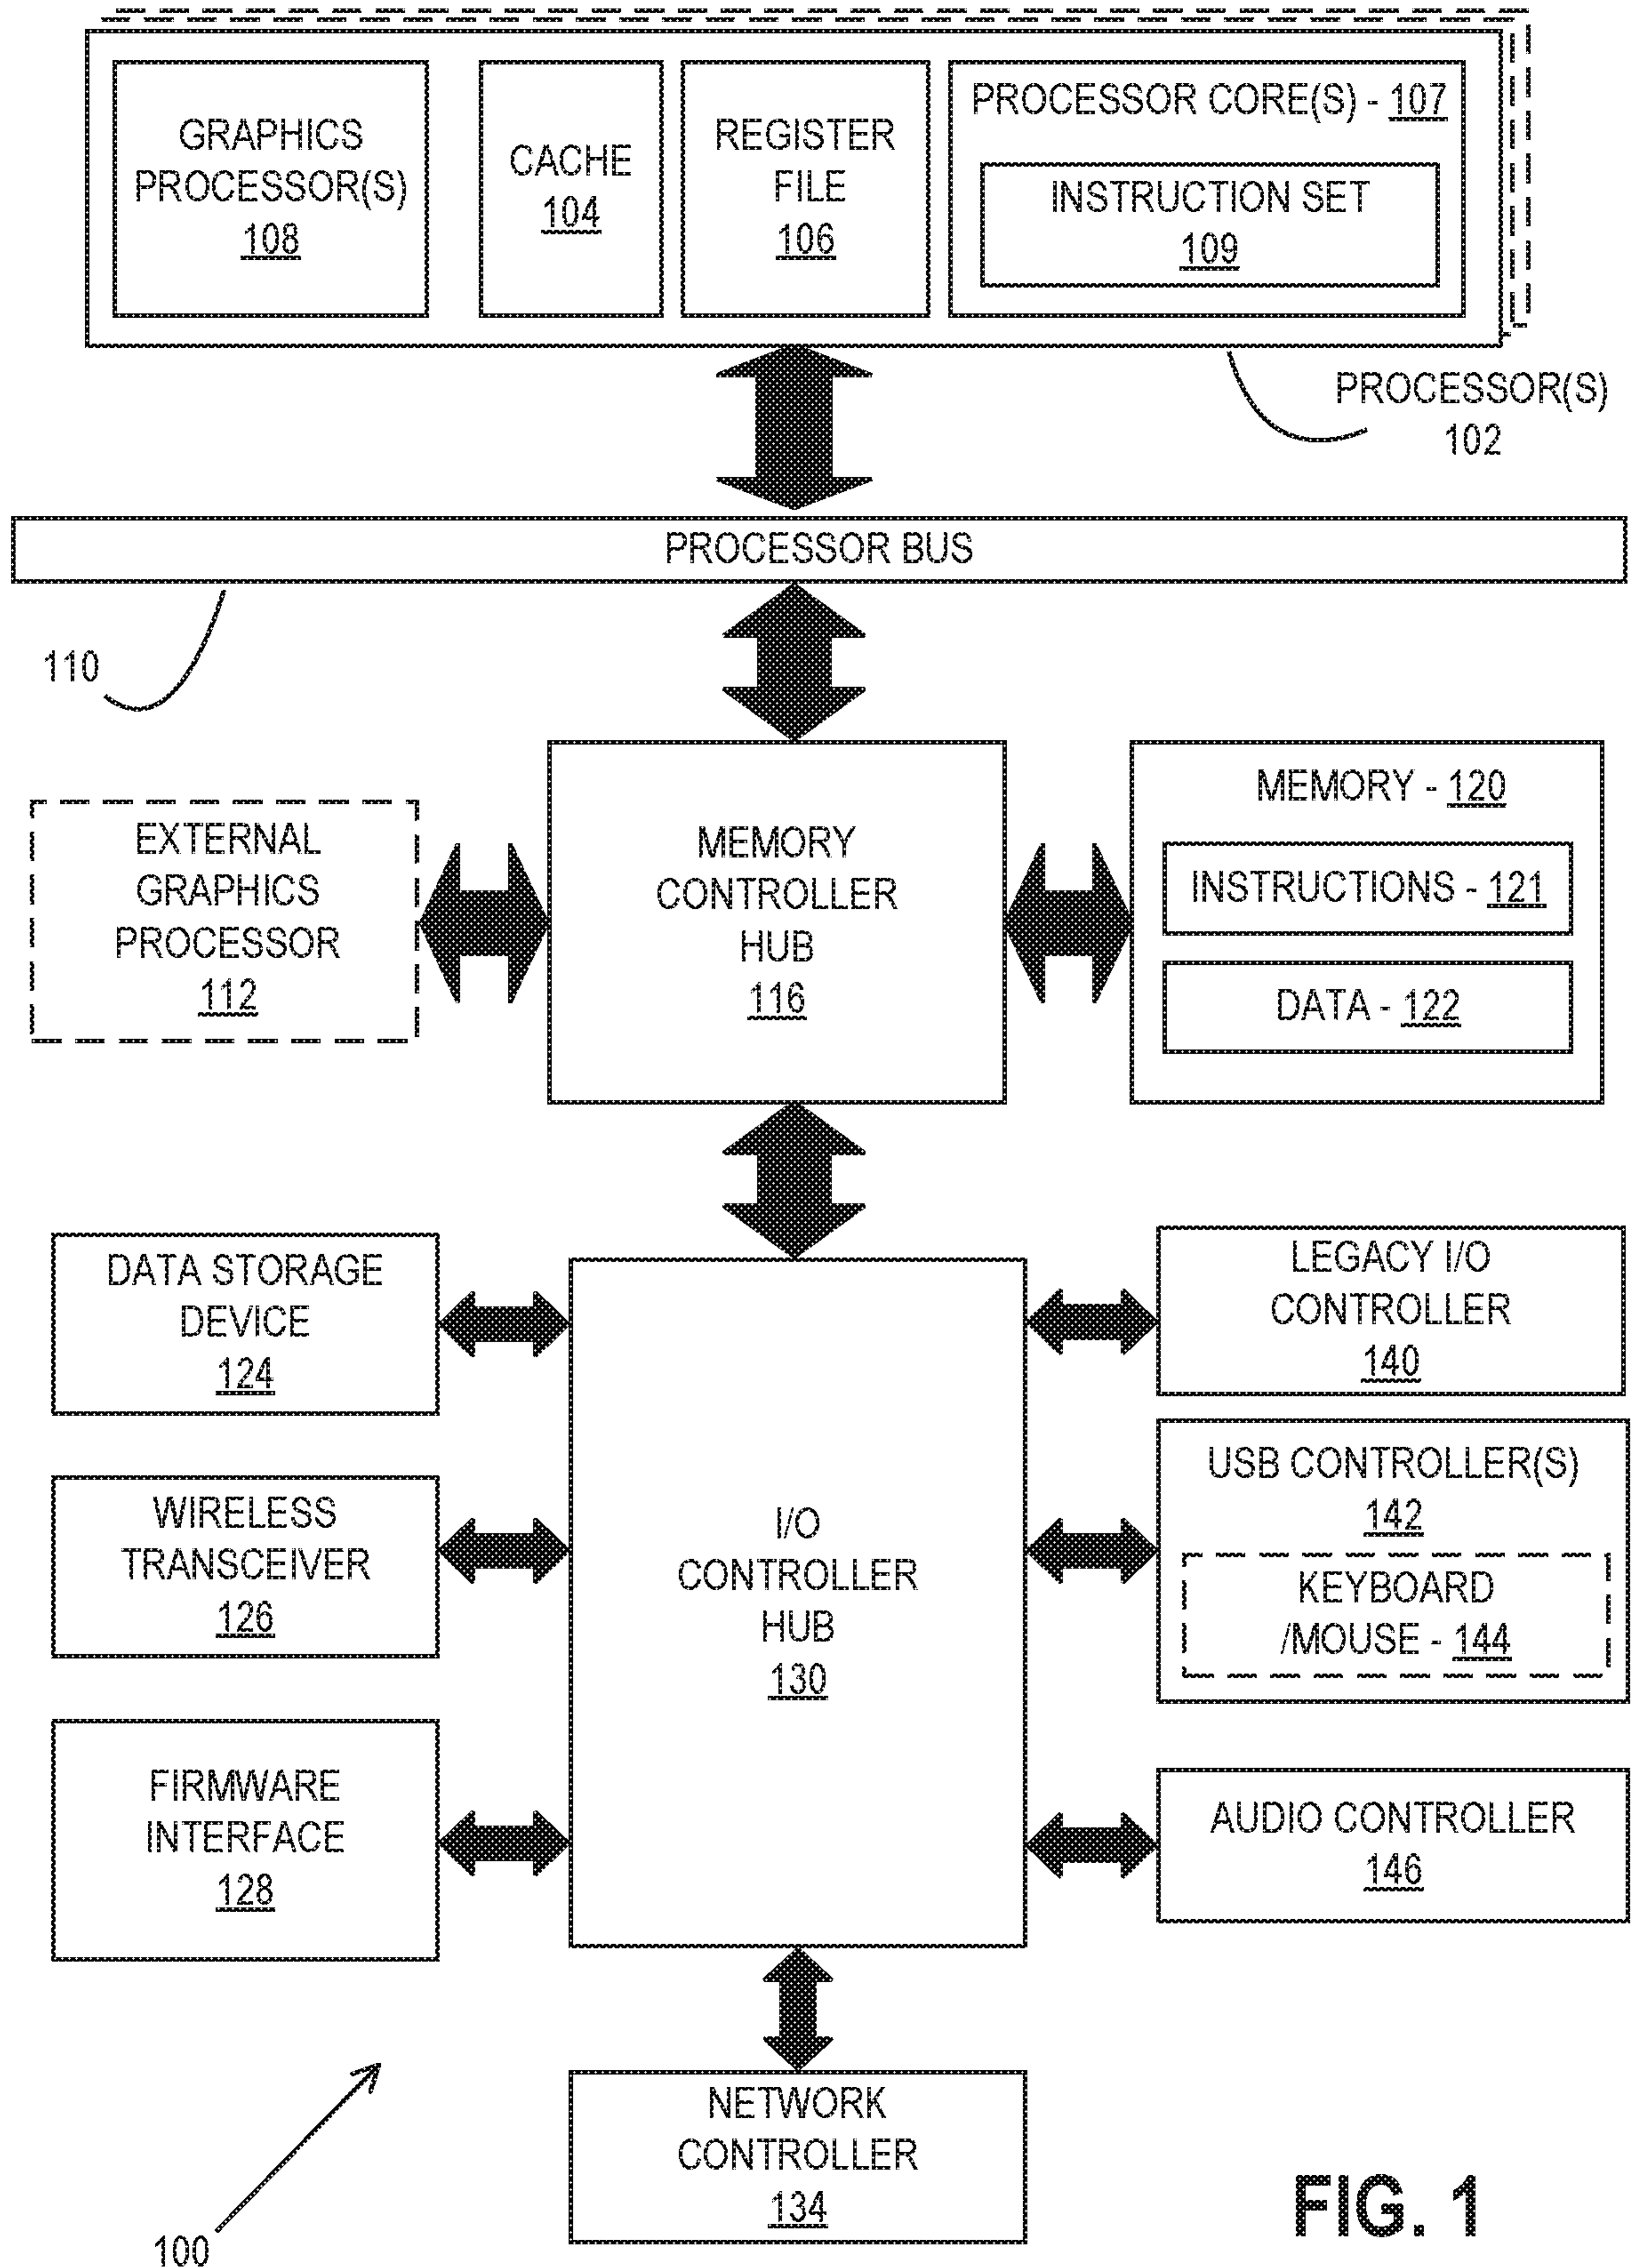 GRAPHICS
PROCESSOR(S)
108
CACHE
104
REGISTER
FILE
106
PROCESSOR CORE(S) - 107
INSTRUCTION SET
109
PROCESSOR(S)
102
PROCESSOR BUS
110
EXTERNAL
GRAPHICS
PROCESSOR
112
MEMORY
CONTROLLER
HUB
116
MEMORY - 120
INSTRUCTIONS - 121
DATA - 122
DATA STORAGE
DEVICE
124
WIRELESS
TRANSCEIVER
126
FIRMWARE
INTERFACE
128
I/O
CONTROLLER
HUB
130
LEGACY I/O
CONTROLLER
140
USB CONTROLLER(S)
142
KEYBOARD
/MOUSE - 144
AUDIO CONTROLLER
146
NETWORK
CONTROLLER
134
100
FIG. 1